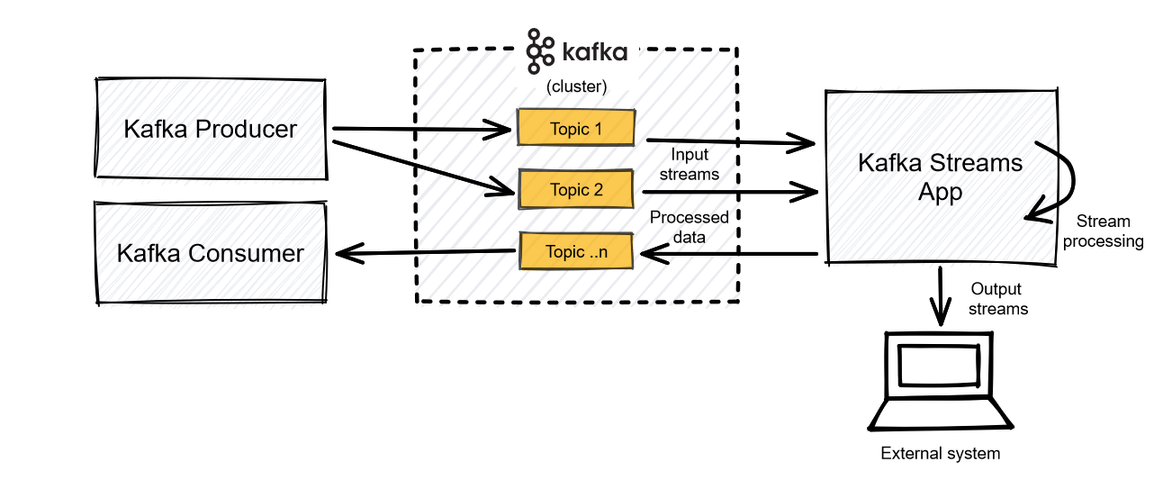 kafka
(cluster)
Kafka Producer
Topic 1
Input
streams
Kafka Streams
App
Topic 2
Processed
data
Stream
processing
Kafka Consumer
Topic ..n
Output
streams
External system